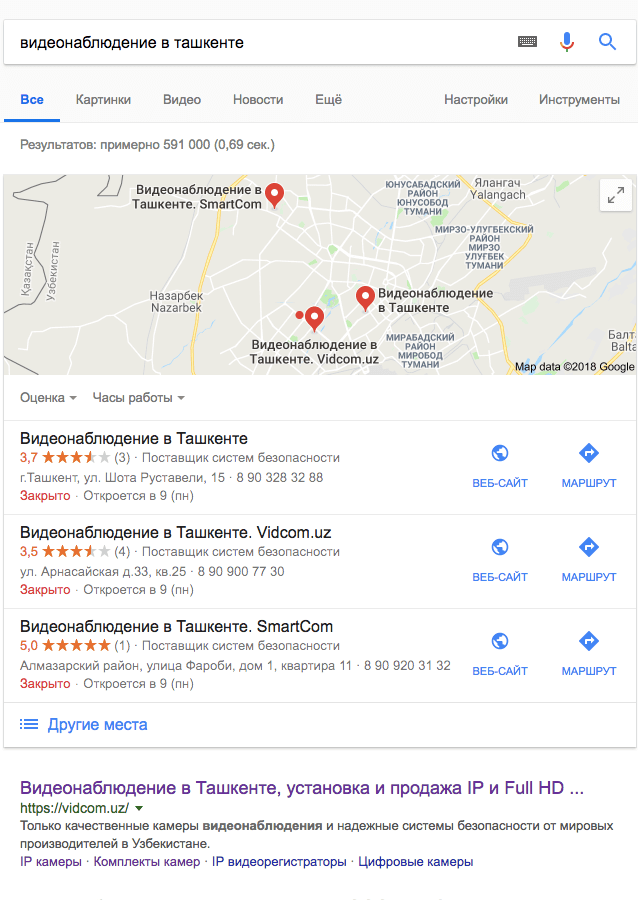 видеонаблюдение в ташкенте
Все Картинки Видео Новости Ещё Настройки Инструменты
Результатов: примерно 591 000 (0,69 сек.)
Видеонаблюдение в
Ташкенте. SmartCom
ЮНУСАБАДСКИЙ
РАЙОН
ЮНУСОБОД
ТУМАНИ
Ялангач
Yalangach
МИРЗО-УЛУГБЕКСКИЙ
РАЙОН
МИРЗО
УЛУҒБЕК
ТУМАНИ
Қазақстан
Узбекистан
Назарбек
Nazarbek
Видеонаблюдение
в Ташкенте
Видеонаблюдение в
Ташкенте. Vidcom.uz
МИРАБАДСКИЙ
РАЙОН
МИРОБОД
ТУМАНИ
Балт
Balta
Map data ©2018 Google
Оценка Часы работы
Видеонаблюдение в Ташкенте
3,7 (3) · Поставщик систем безопасности
г.Ташкент, ул. Шота Руставели, 15 · 8 90 328 32 88
Закрыто · Откроется в 9 (пн)
ВЕБ-САЙТ МАРШРУТ
Видеонаблюдение в Ташкенте. Vidcom.uz
3,5 (4) · Поставщик систем безопасности
ул. Арнасайская д.33, кв.25 · 8 90 900 77 30
Закрыто · Откроется в 9 (пн)
ВЕБ-САЙТ МАРШРУТ
Видеонаблюдение в Ташкенте. SmartCom
5,0 (1) · Поставщик систем безопасности
Алмазарский район, улица Фароби, дом 1, квартира 11 · 8 90 920 31 32
Закрыто · Откроется в 9 (пн)
ВЕБ-САЙТ МАРШРУТ
Другие места
Видеонаблюдение в Ташкенте, установка и продажа IP и Full HD ...
https://vidcom.uz/
Только качественные камеры видеонаблюдения и надежные системы безопасности от мировых
производителей в Узбекистане.
IP камеры · Комплекты камер · IP видеорегистраторы · Цифровые камеры